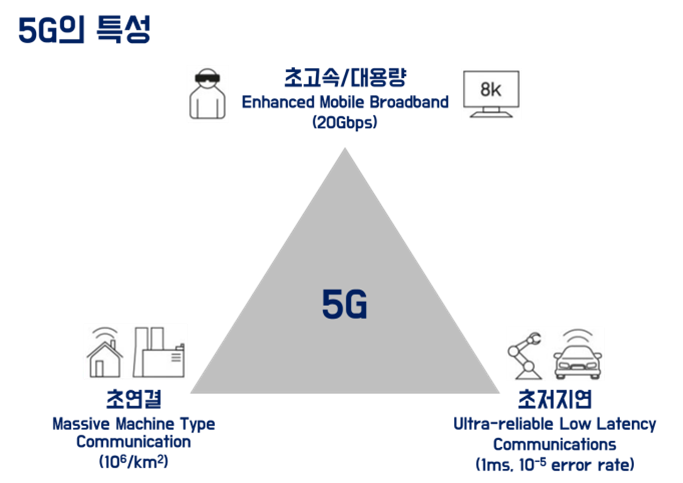 5G의 특성
초고속/대용량
Enhanced Mobile Broadband
(20Gbps)
8k
5G
초연결
Massive Machine Type
Communication
(10⁶/km²)
초저지연
Ultra-reliable Low Latency
Communications
(1ms, 10⁻⁵ error rate)